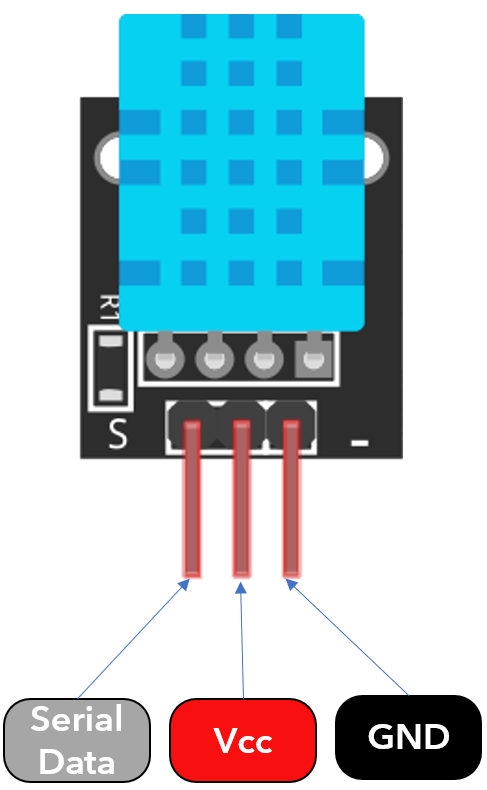 R1
S
-
Serial
Data
Vcc
GND